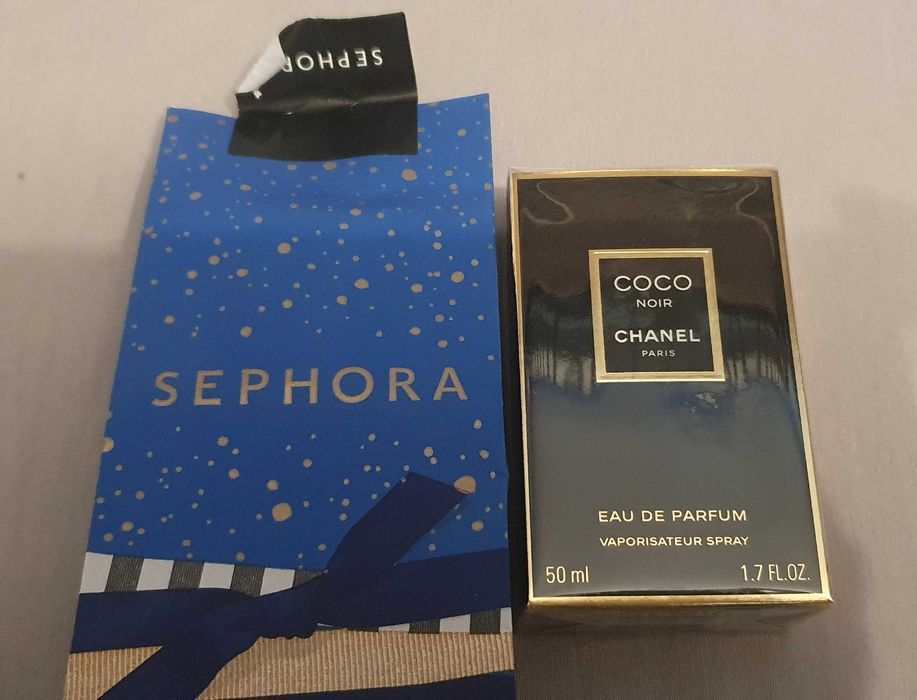 SEPHORA
SEPHORA
COCO
NOIR
CHANEL
PARIS
EAU DE PARFUM
VAPORISATEUR SPRAY
50 ml 1.7 FL.OZ.